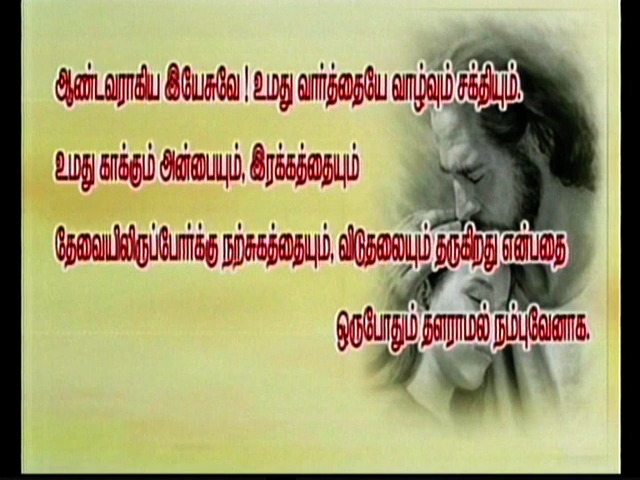 ஆண்டவராகிய இயேசுவே ! உமது வார்த்தையே வாழ்வும் சக்தியும்.
உமது காக்கும் அன்பையும், இரக்கத்தையும்
தேவையிலிருப்போர்க்கு நற்சுகத்தையும், விடுதலையும் தருகிறது என்பதை
ஒருபோதும் தளராமல் நம்புவேனாக.